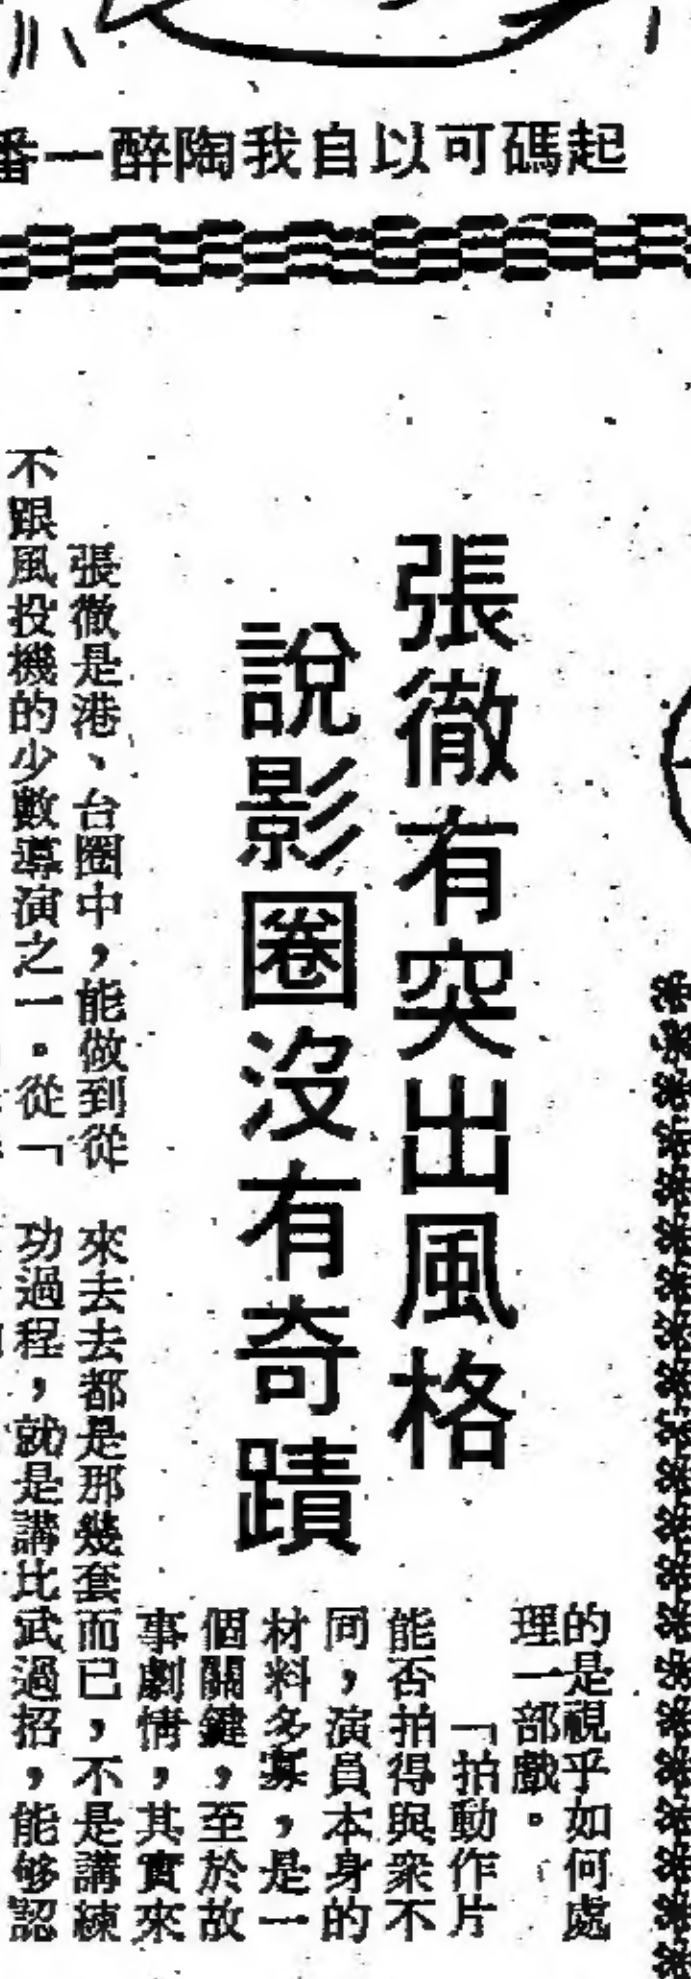 起碼可以自我陶醉一番
張徹有突出風格
說影圈沒有奇蹟
張徹是港、台圈中，能做到從
不跟風投機的少數導演之一。從「
的是視乎如何處
理一部戲。
「拍動作片
能否拍得與衆不
同，演員本身的
材料多寡，是一
個關鍵，至於故
事劇情，其實來
來去去都是那幾套而已，不是講練
功過程，就是講比武過招，能够認